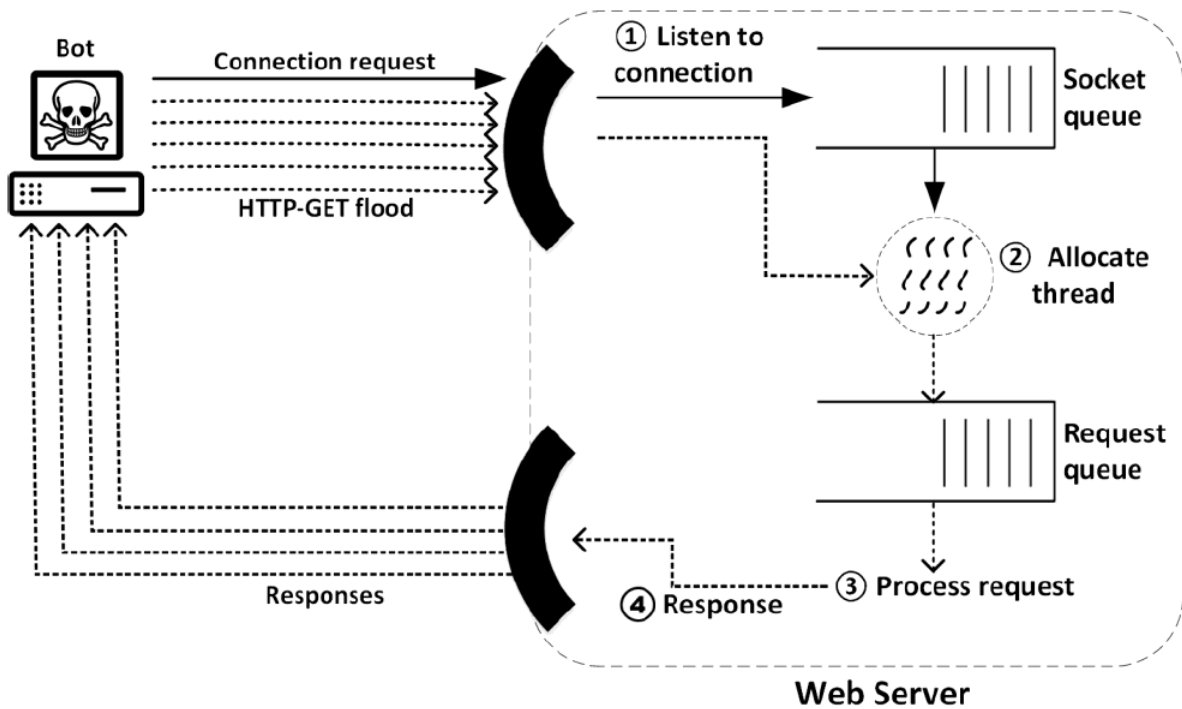 Bot
Connection request
HTTP-GET flood
① Listen to
connection
Socket
queue
② Allocate
thread
Request
queue
③ Process request
④ Response
Responses
Web Server